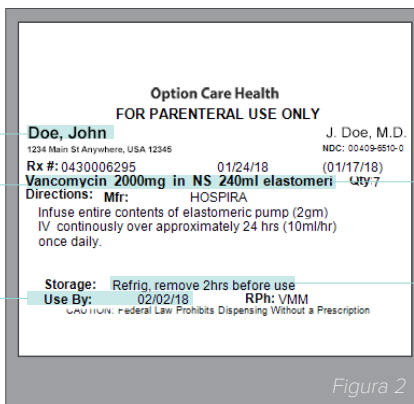 Option Care Health
FOR PARENTERAL USE ONLY
Doe, John J. Doe, M.D.
1234 Main St Anywhere, USA 12345 NDC: 00409-6510-0
Rx #: 0430006295 01/24/18 (01/17/18)
Vancomycin 2000mg in NS 240ml elastomeri Qty:7
Directions: Mfr: HOSPIRA
Infuse entire contents of elastomeric pump (2gm)
IV continously over approximately 24 hrs (10ml/hr)
once daily.
Storage: Refrig, remove 2hrs before use
Use By: 02/02/18 RPh: VMM
CAUTION: Federal Law Prohibits Dispensing Without a Prescription
Figura 2